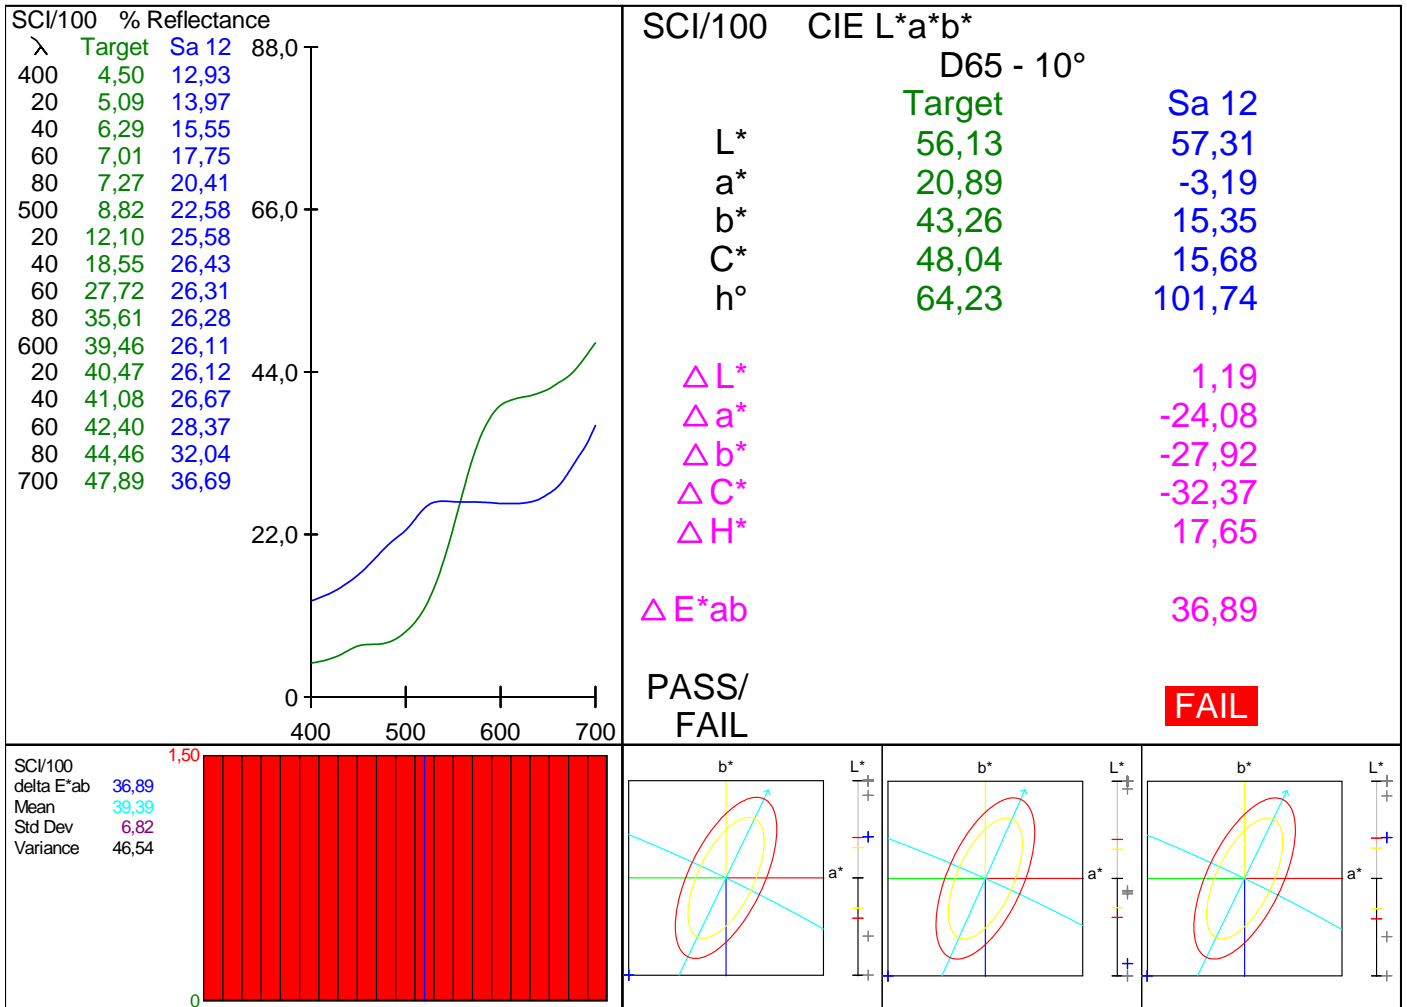 SCI/100 % Reflectance
λ Target Sa 12
400 4,50 12,93
20 5,09 13,97
40 6,29 15,55
60 7,01 17,75
80 7,27 20,41
500 8,82 22,58
20 12,10 25,58
40 18,55 26,43
60 27,72 26,31
80 35,61 26,28
600 39,46 26,11
20 40,47 26,12
40 41,08 26,67
60 42,40 28,37
80 44,46 32,04
700 47,89 36,69
88,0
66,0
44,0
22,0
0
400 500 600 700
SCI/100 CIE L*a*b*
D65 - 10°
Target Sa 12
L* 56,13 57,31
a* 20,89 -3,19
b* 43,26 15,35
C* 48,04 15,68
h° 64,23 101,74
△ L* 1,19
△ a* -24,08
△ b* -27,92
△ C* -32,37
△ H* 17,65
△ E*ab 36,89
PASS/
FAIL
FAIL
SCI/100
delta E*ab 36,89
Mean 39,39
Std Dev 6,82
Variance 46,54
1,50
0
b* L*
a*
b* L*
a*
b* L*
a*